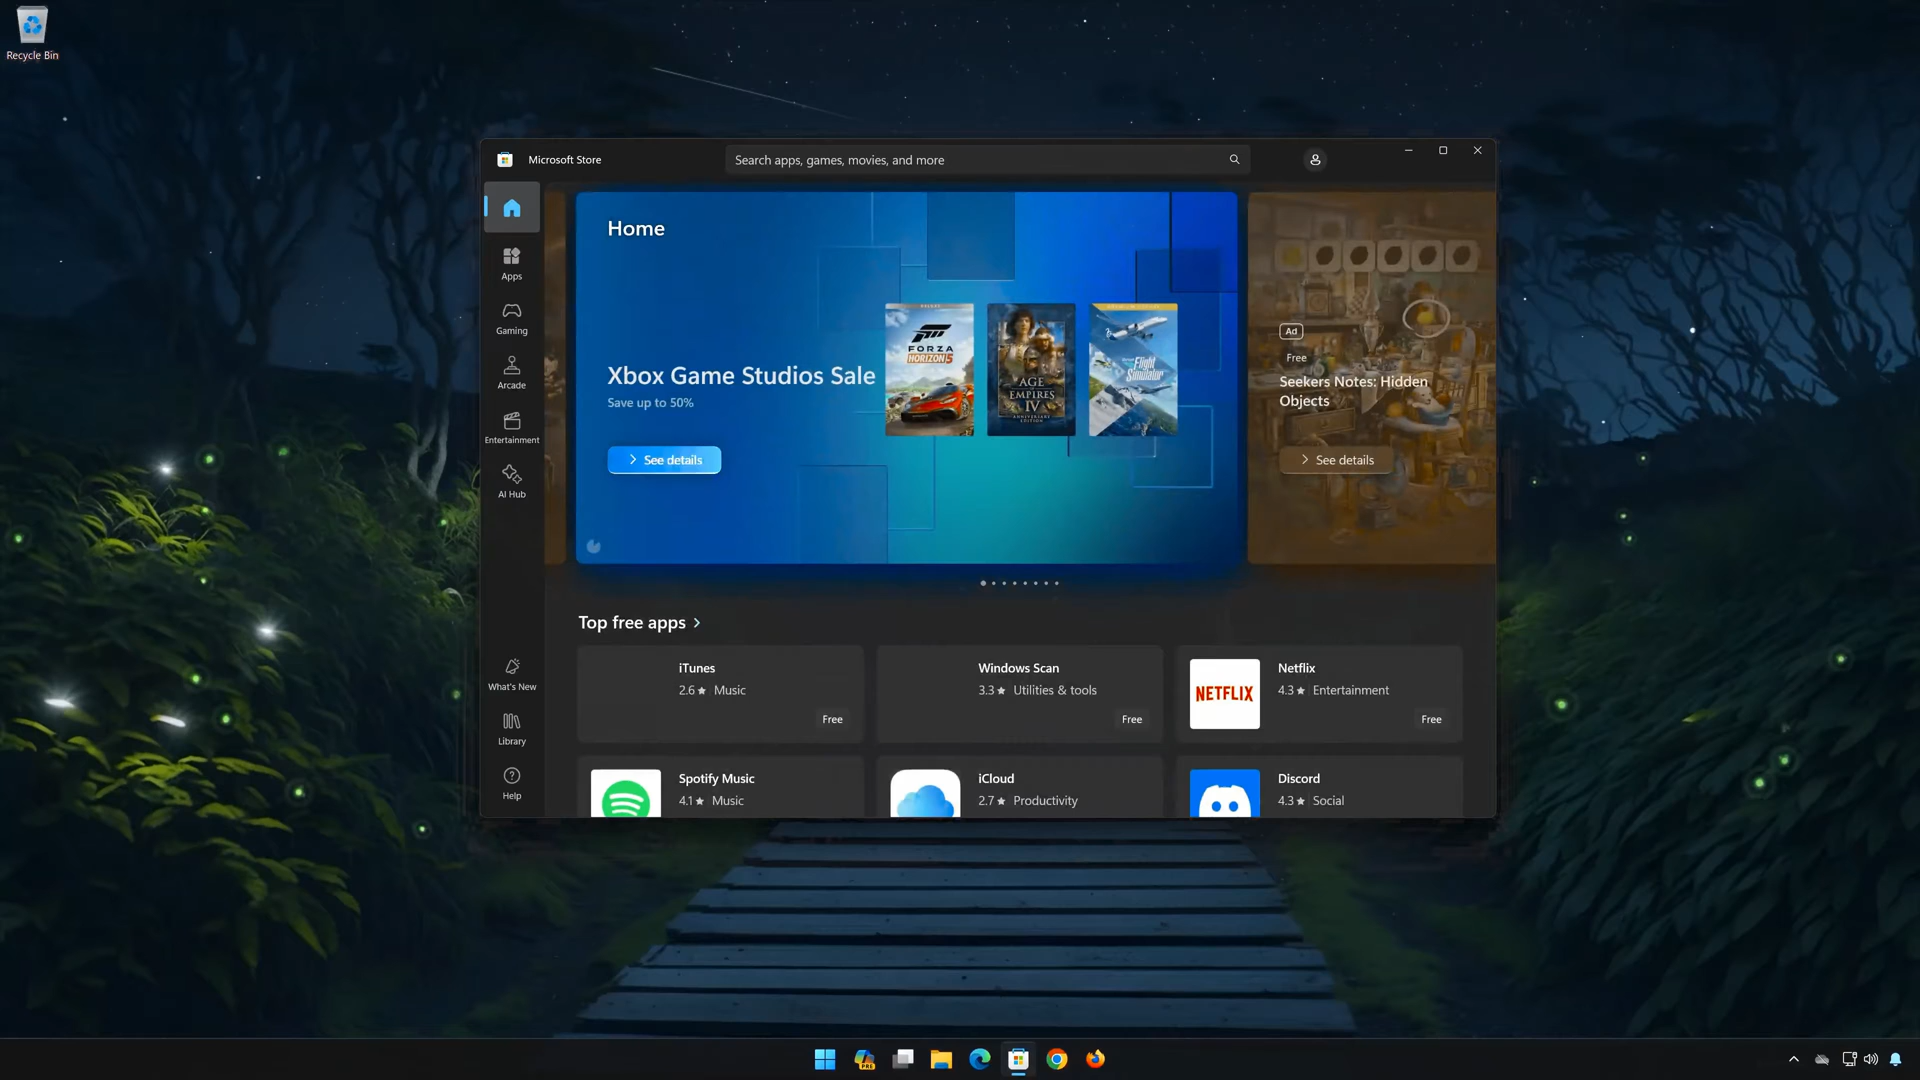 Recycle Bin
Microsoft Store
Search apps, games, movies, and more
Home
Xbox Game Studios Sale
Save up to 50%
See details
FORZA
HORIZON 5
AGE
OF
EMPIRES
IV
ANNIVERSARY
EDITION
Flight
Simulator
Ad
Free
Seekers Notes: Hidden
Objects
See details
Apps
Gaming
Arcade
Entertainment
AI Hub
What's New
Library
Help
Top free apps
iTunes
2.6★ Music
Free
Windows Scan
3.3★ Utilities & tools
Free
NETFLIX
Netflix
4.3★ Entertainment
Free
Spotify Music
4.1★ Music
iCloud
2.7★ Productivity
Discord
4.3★ Social
PRE